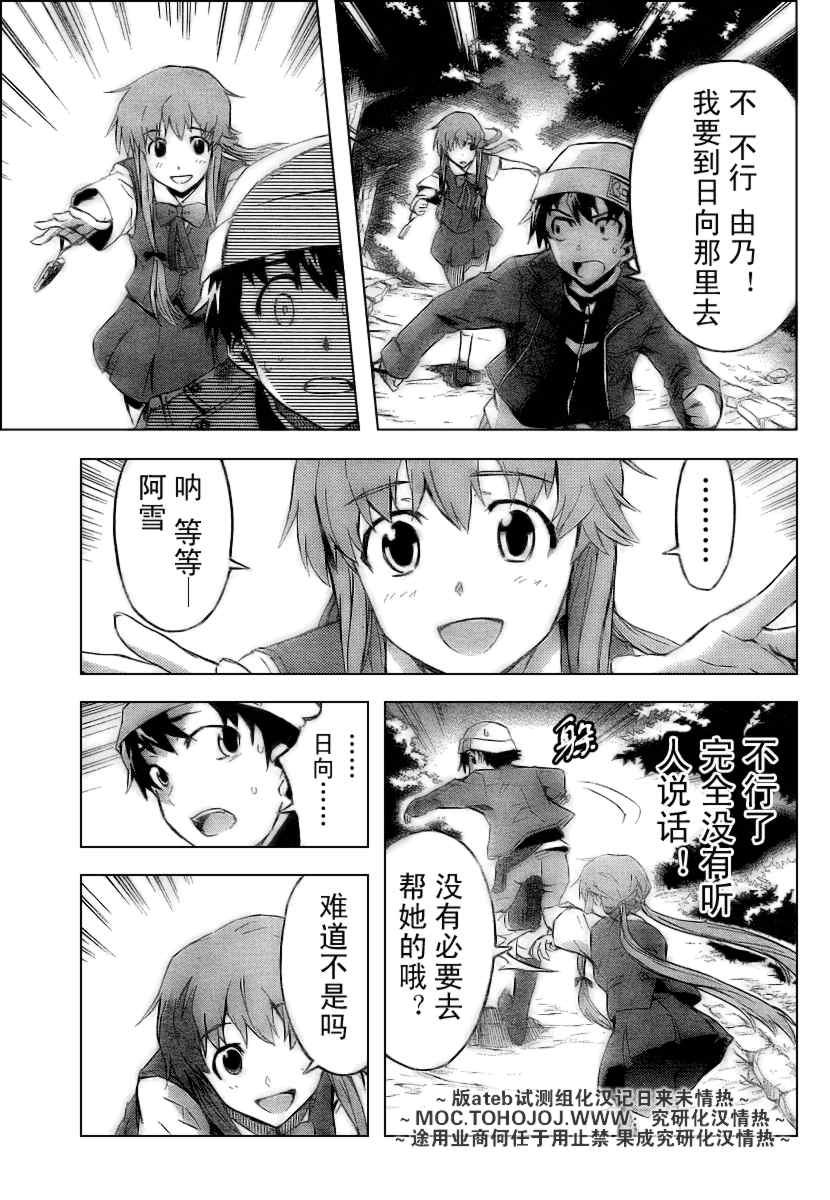 不 不行 由乃！
我要到日向那里去
………
呐 等等—
阿雪
不行了
完全没有听
人说话！
躲
没有必要去
帮她的哦？
……
日向……
难道不是吗
～版ateb试测组化汉记日来未情热～
～MOC.TOHOJOJ.WWW：究研化汉情热～
～途用业商何任于用止禁 果成究研化汉情热～